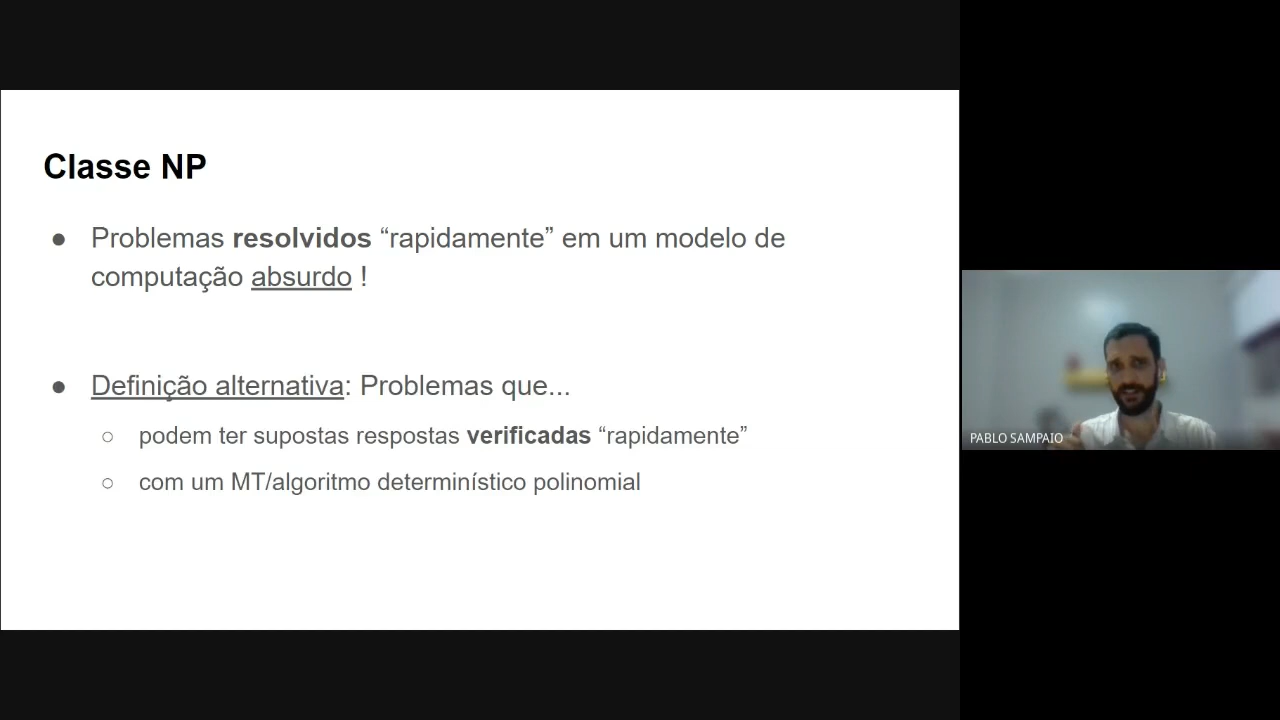 Classe NP
● Problemas resolvidos “rapidamente” em um modelo de
computação absurdo !
● Definição alternativa: Problemas que...
○ podem ter supostas respostas verificadas “rapidamente”
○ com um MT/algoritmo determinístico polinomial
PABLO SAMPAIO